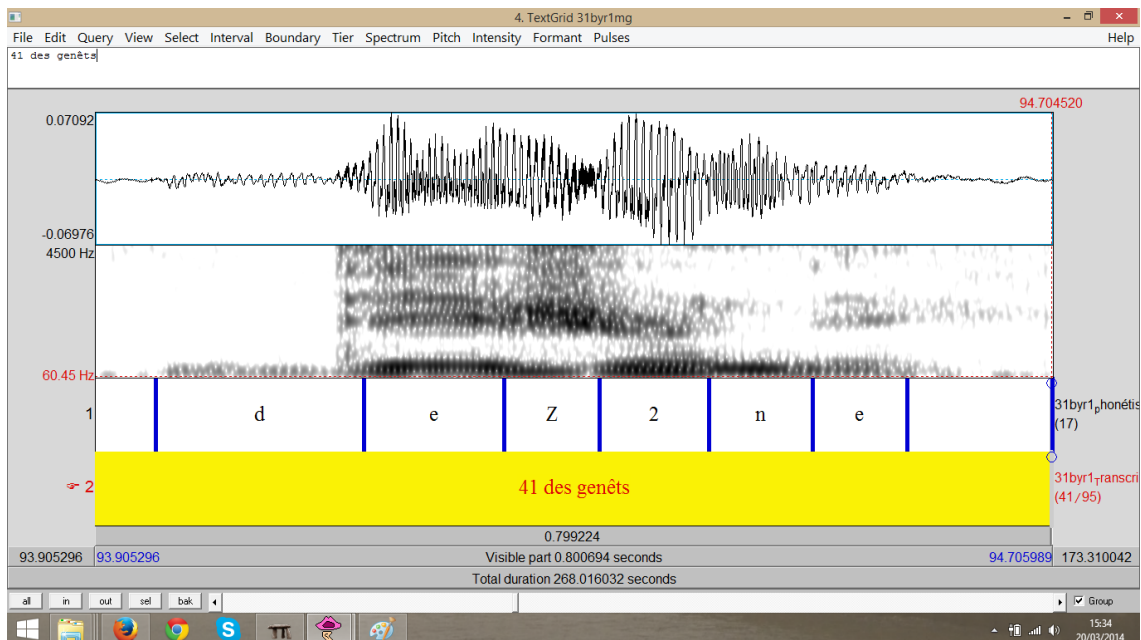 4. TextGrid 31byr1mg
File Edit Query View Select Interval Boundary Tier Spectrum Pitch Intensity Formant Pulses Help
41 des genêts
94.704520
0.07092
-0.06976
4500 Hz
60.45 Hz
1 d e Z 2 n e 31byr1phonétis
(17)
2 41 des genêts 31byr1Transcri
(41/95)
0.799224
93.905296 93.905296 Visible part 0.800694 seconds 94.705989 173.310042
Total duration 268.016032 seconds
all in out sel bak Group
15:34
20/03/2014